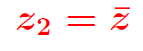 z₂ = z̄